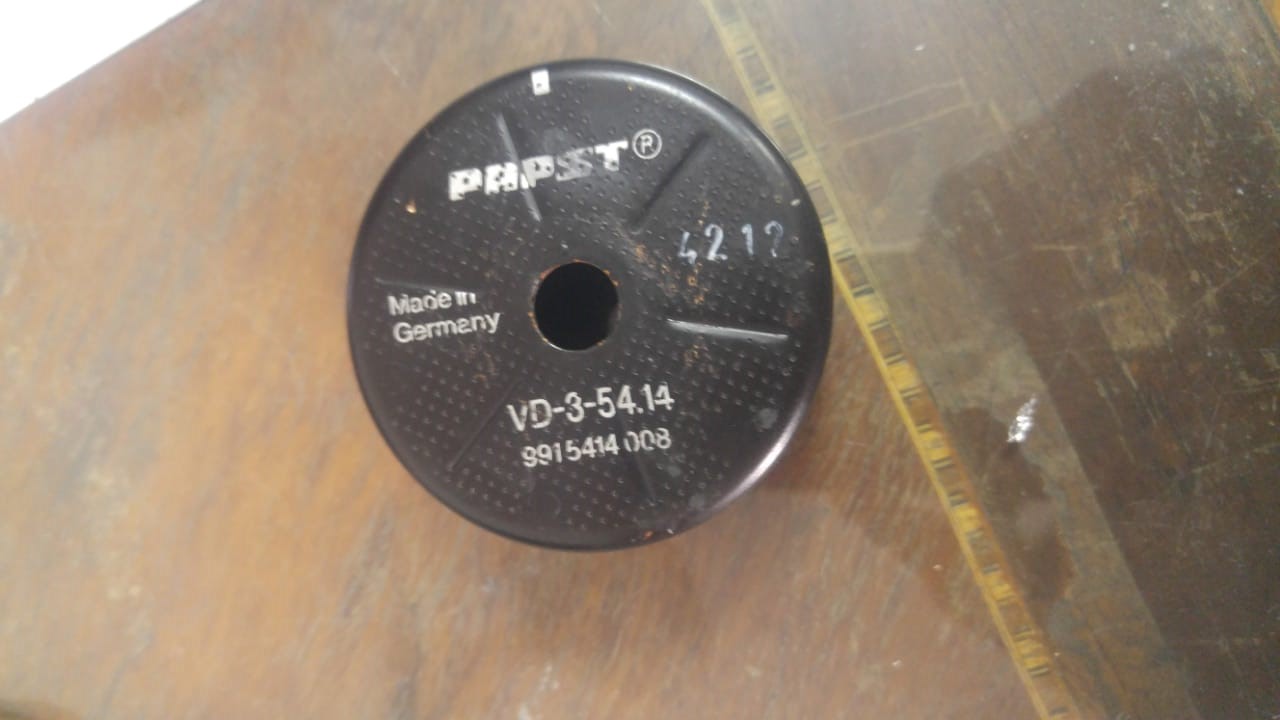 PAPST®
4212
Made in
Germany
VD-3-54.14
9915414 008